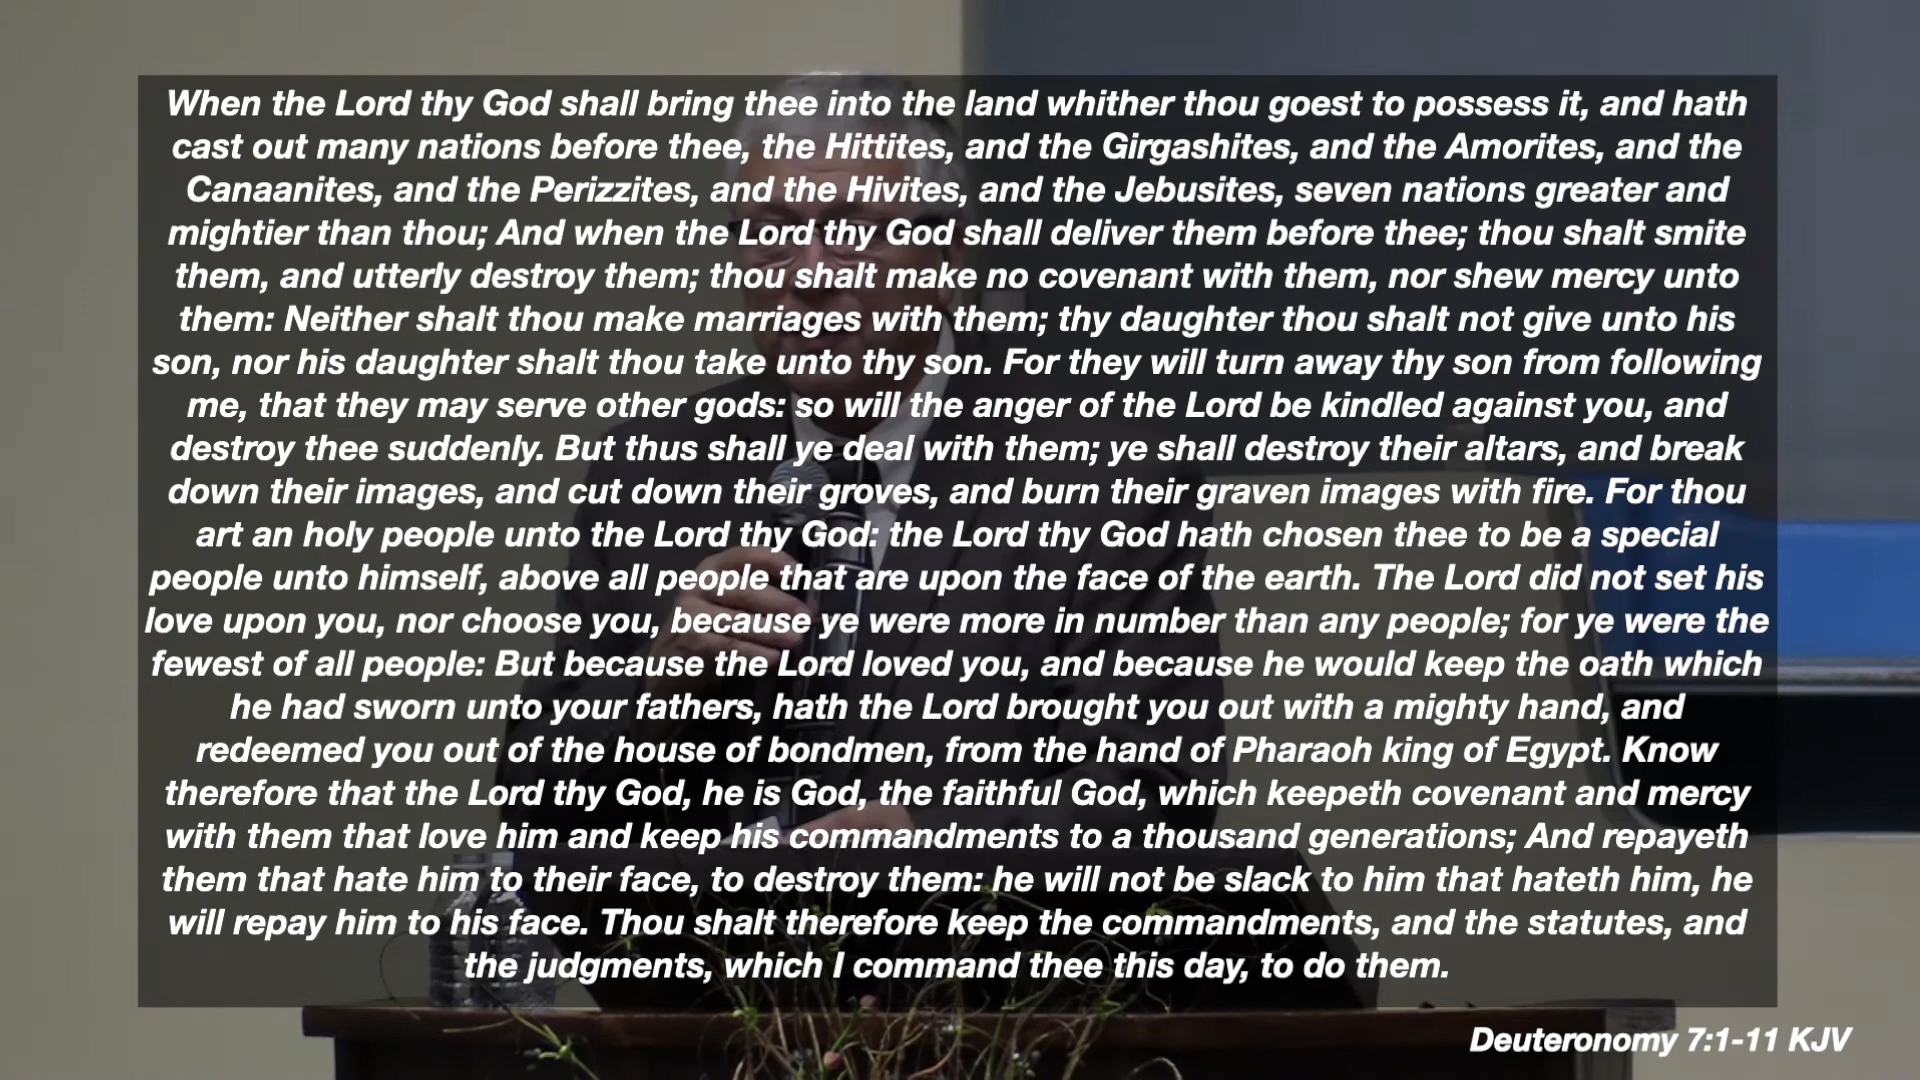 When the Lord thy God shall bring thee into the land whither thou goest to possess it, and hath
cast out many nations before thee, the Hittites, and the Girgashites, and the Amorites, and the
Canaanites, and the Perizzites, and the Hivites, and the Jebusites, seven nations greater and
mightier than thou; And when the Lord thy God shall deliver them before thee; thou shalt smite
them, and utterly destroy them; thou shalt make no covenant with them, nor shew mercy unto
them: Neither shalt thou make marriages with them; thy daughter thou shalt not give unto his
son, nor his daughter shalt thou take unto thy son. For they will turn away thy son from following
me, that they may serve other gods: so will the anger of the Lord be kindled against you, and
destroy thee suddenly. But thus shall ye deal with them; ye shall destroy their altars, and break
down their images, and cut down their groves, and burn their graven images with fire. For thou
art an holy people unto the Lord thy God: the Lord thy God hath chosen thee to be a special
people unto himself, above all people that are upon the face of the earth. The Lord did not set his
love upon you, nor choose you, because ye were more in number than any people; for ye were the
fewest of all people: But because the Lord loved you, and because he would keep the oath which
he had sworn unto your fathers, hath the Lord brought you out with a mighty hand, and
redeemed you out of the house of bondmen, from the hand of Pharaoh king of Egypt. Know
therefore that the Lord thy God, he is God, the faithful God, which keepeth covenant and mercy
with them that love him and keep his commandments to a thousand generations; And repayeth
them that hate him to their face, to destroy them: he will not be slack to him that hateth him, he
will repay him to his face. Thou shalt therefore keep the commandments, and the statutes, and
the judgments, which I command thee this day, to do them.
Deuteronomy 7:1-11 KJV